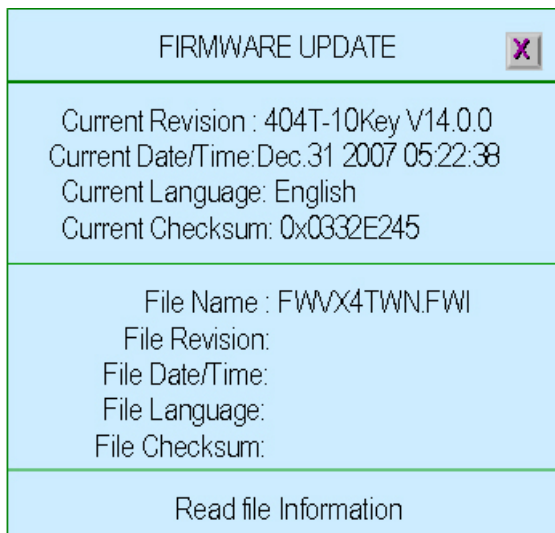 FIRMWARE UPDATE X
Current Revision : 404T-10Key V14.0.0
Current Date/Time:Dec.31 2007 05:22:38
Current Language: English
Current Checksum: 0x0332E245
File Name : FWVX4TWN.FWI
File Revision:
File Date/Time:
File Language:
File Checksum:
Read file Information